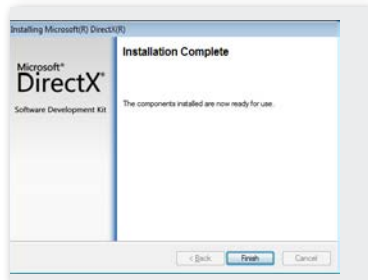 Installing Microsoft(R) DirectX(R)
Installation Complete
Microsoft®
DirectX®
Software Development Kit
The components installed are now ready for use.
< Back
Finish
Cancel